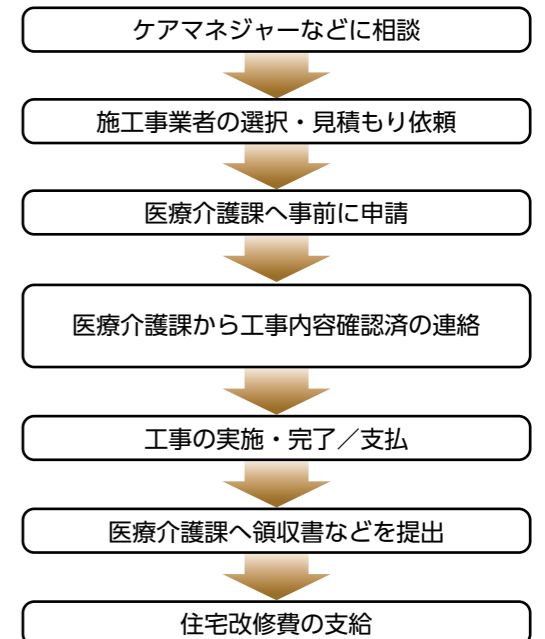 ケアマネジャーなどに相談
施工事業者の選択・見積もり依頼
医療介護課へ事前に申請
医療介護課から工事内容確認済の連絡
工事の実施・完了／支払
医療介護課へ領収書などを提出
住宅改修費の支給